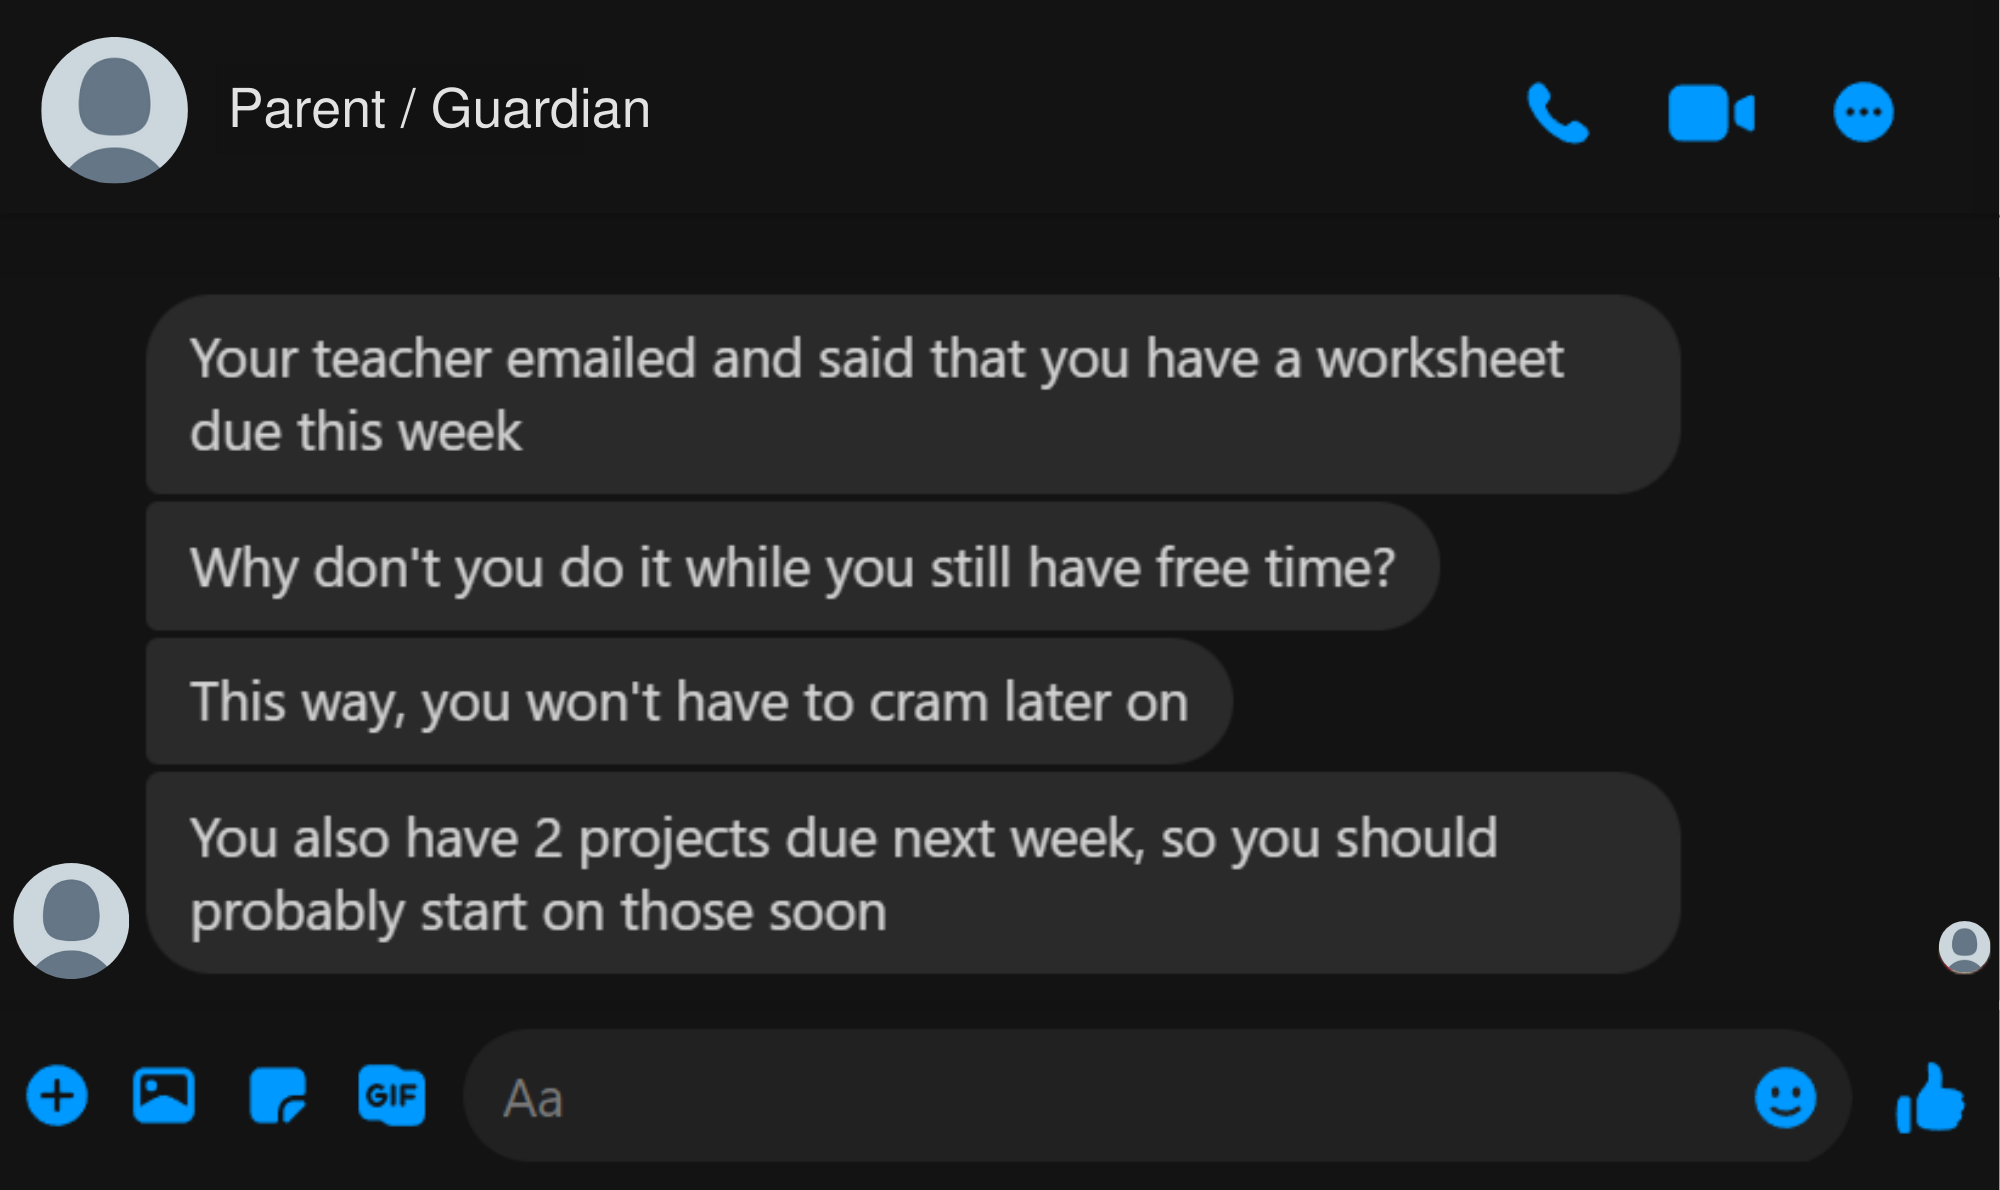 Parent / Guardian
Your teacher emailed and said that you have a worksheet
due this week
Why don't you do it while you still have free time?
This way, you won't have to cram later on
You also have 2 projects due next week, so you should
probably start on those soon
GIF
Aa